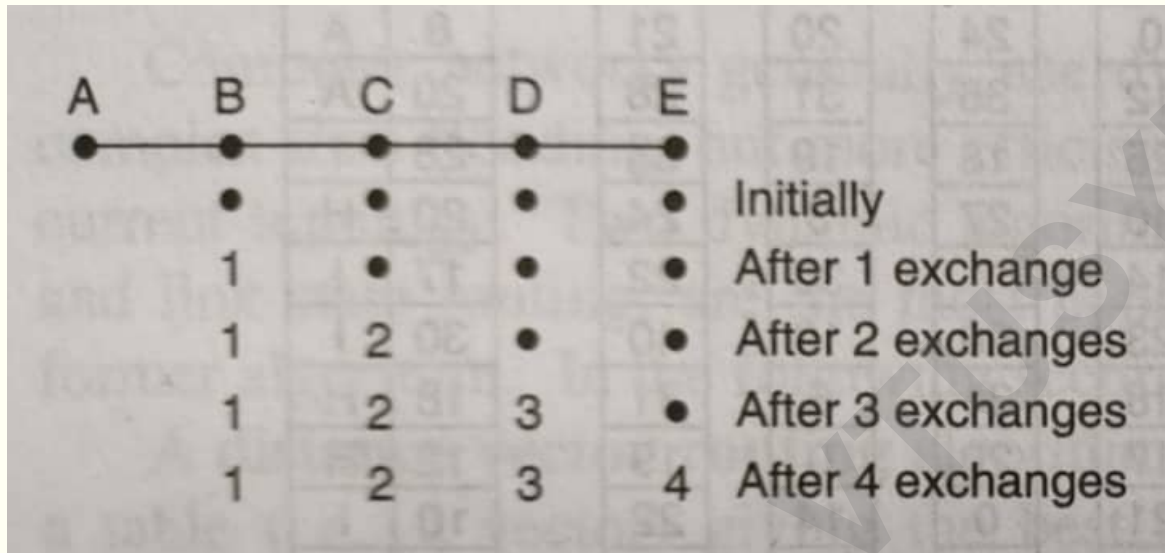 A B C D E
• • • • Initially
1 • • • After 1 exchange
1 2 • • After 2 exchanges
1 2 3 • After 3 exchanges
1 2 3 4 After 4 exchanges
VTUSY